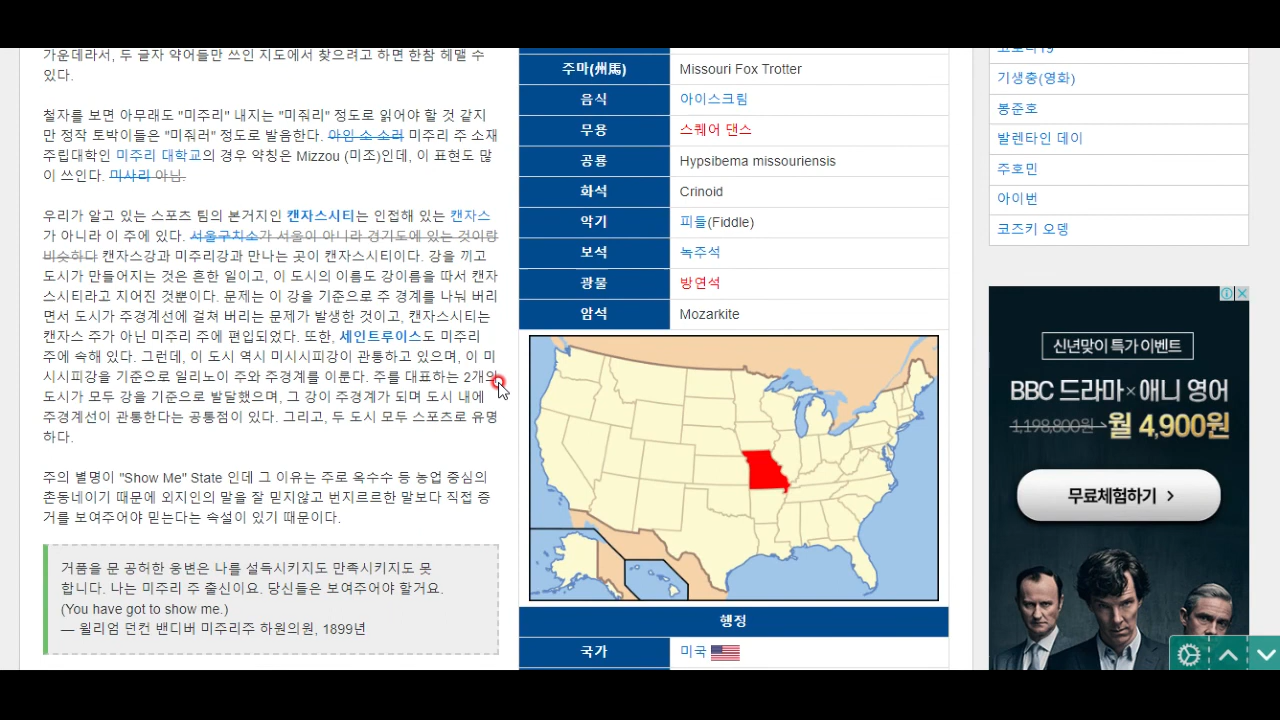 가운데라서, 두 글자 약어들만 쓰인 지도에서 찾으려고 하면 한참 헤맬 수
있다.
철자를 보면 아무래도 "미주리" 내지는 "미줘리" 정도로 읽어야 할 것 같지
만 정작 토박이들은 "미줘러" 정도로 발음한다. 아임 소 소러 미주리 주 소재
주립대학인 미주리 대학교의 경우 약칭은 Mizzou (미조)인데, 이 표현도 많
이 쓰인다. 미사리 아님.
우리가 알고 있는 스포츠 팀의 본거지인 캔자스시티는 인접해 있는 캔자스
가 아니라 이 주에 있다. 서울구치소가 서울이 아니라 경기도에 있는 것이랑
비슷하다 캔자스강과 미주리강과 만나는 곳이 캔자스시티이다. 강을 끼고
도시가 만들어지는 것은 흔한 일이고, 이 도시의 이름도 강이름을 따서 캔자
스시티라고 지어진 것뿐이다. 문제는 이 강을 기준으로 주 경계를 나눠 버리
면서 도시가 주경계선에 걸쳐 버리는 문제가 발생한 것이고, 캔자스시티는
캔자스 주가 아닌 미주리 주에 편입되었다. 또한, 세인트루이스도 미주리
주에 속해 있다. 그런데, 이 도시 역시 미시시피강이 관통하고 있으며, 이 미
시시피강을 기준으로 일리노이 주와 주경계를 이룬다. 주를 대표하는 2개의
도시가 모두 강을 기준으로 발달했으며, 그 강이 주경계가 되며 도시 내에
주경계선이 관통한다는 공통점이 있다. 그리고, 두 도시 모두 스포츠로 유명
하다.
주의 별명이 "Show Me" State 인데 그 이유는 주로 옥수수 등 농업 중심의
촌동네이기 때문에 외지인의 말을 잘 믿지않고 번지르르한 말보다 직접 증
거를 보여주어야 믿는다는 속설이 있기 때문이다.
거품을 문 공허한 웅변은 나를 설득시키지도 만족시키지도 못
합니다. 나는 미주리 주 출신이요. 당신들은 보여주어야 할거요.
(You have got to show me.)
— 윌리엄 던컨 밴디버 미주리주 하원의원, 1899년
주마(州馬) Missouri Fox Trotter
음식 아이스크림
무용 스퀘어 댄스
공룡 Hypsibema missouriensis
화석 Crinoid
악기 피들(Fiddle)
보석 녹주석
광물 방연석
암석 Mozarkite
행정
국가 미국
코로나19
기생충(영화)
봉준호
발렌타인 데이
주호민
아이번
코즈키 오뎅
신년맞이 특가 이벤트
BBC 드라마×애니 영어
1,198,800원 > 월 4,900원
무료체험하기 >